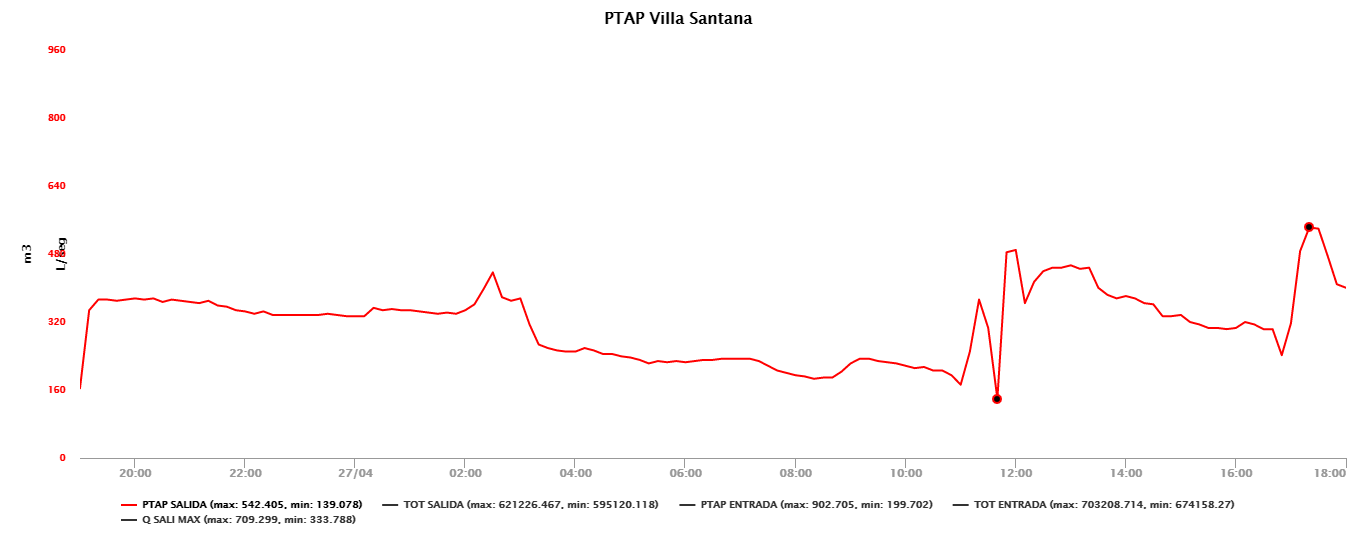 PTAP Villa Santana
960
800
640
480
320
160
0
m3
L/seg
20:00 22:00 27/04 02:00 04:00 06:00 08:00 10:00 12:00 14:00 16:00 18:00
PTAP SALIDA (max: 542.405, min: 139.078) TOT SALIDA (max: 621226.467, min: 595120.118) PTAP ENTRADA (max: 902.705, min: 199.702) TOT ENTRADA (max: 703208.714, min: 674158.27)
Q SALI MAX (max: 709.299, min: 333.788)